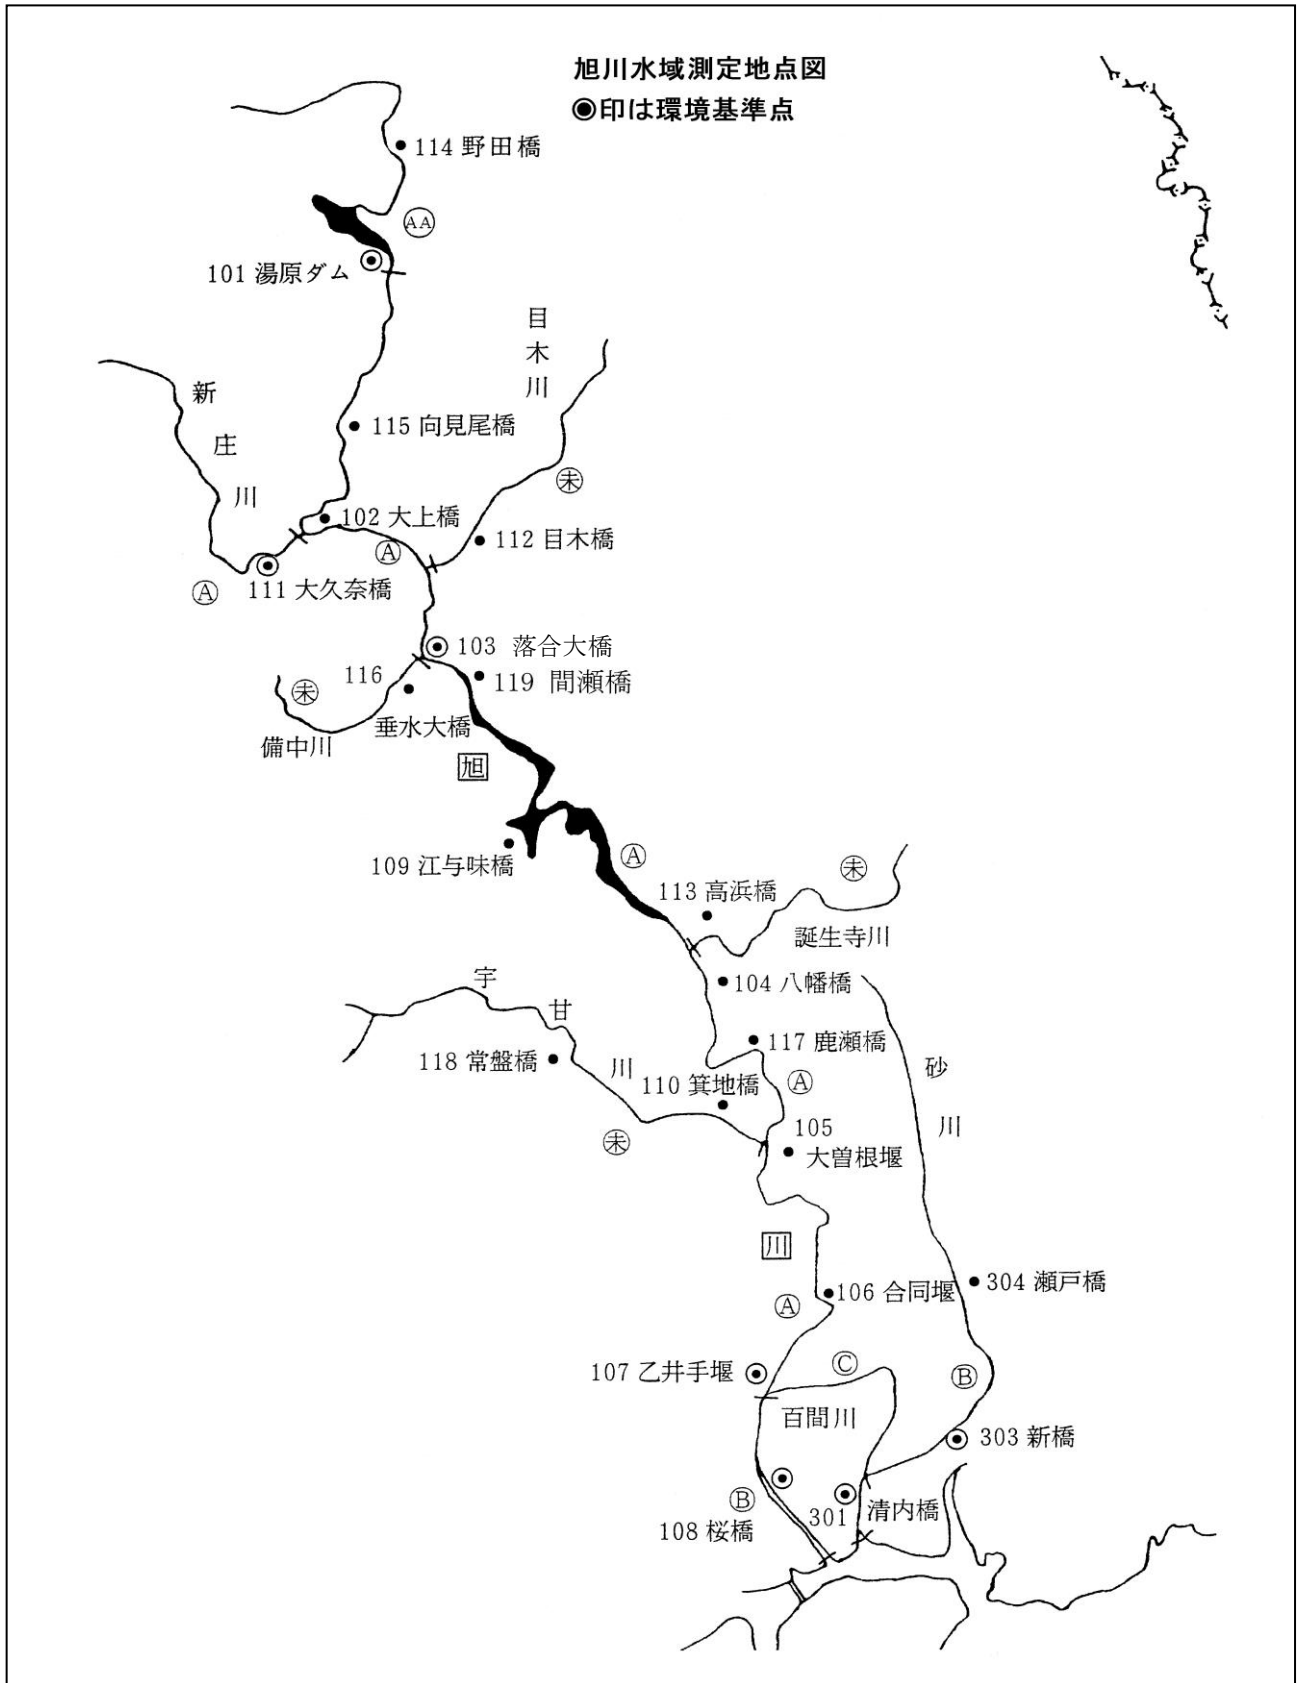 旭川水域測定地点図
◉印は環境基準点
114 野田橋
AA
101 湯原ダム
目木川
新庄川
115 向見尾橋
未
102 大上橋
A
112 目木橋
A
111 大久奈橋
103 落合大橋
116
119 間瀬橋
未
垂水大橋
備中川
旭
109 江与味橋
A
未
113 高浜橋
誕生寺川
宇甘川
104 八幡橋
117 鹿瀬橋
118 常盤橋
砂川
110 箕地橋
A
105
未
大曽根堰
川
304 瀬戸橋
106 合同堰
A
C
107 乙井手堰
B
百間川
303 新橋
B
301
清内橋
108 桜橋